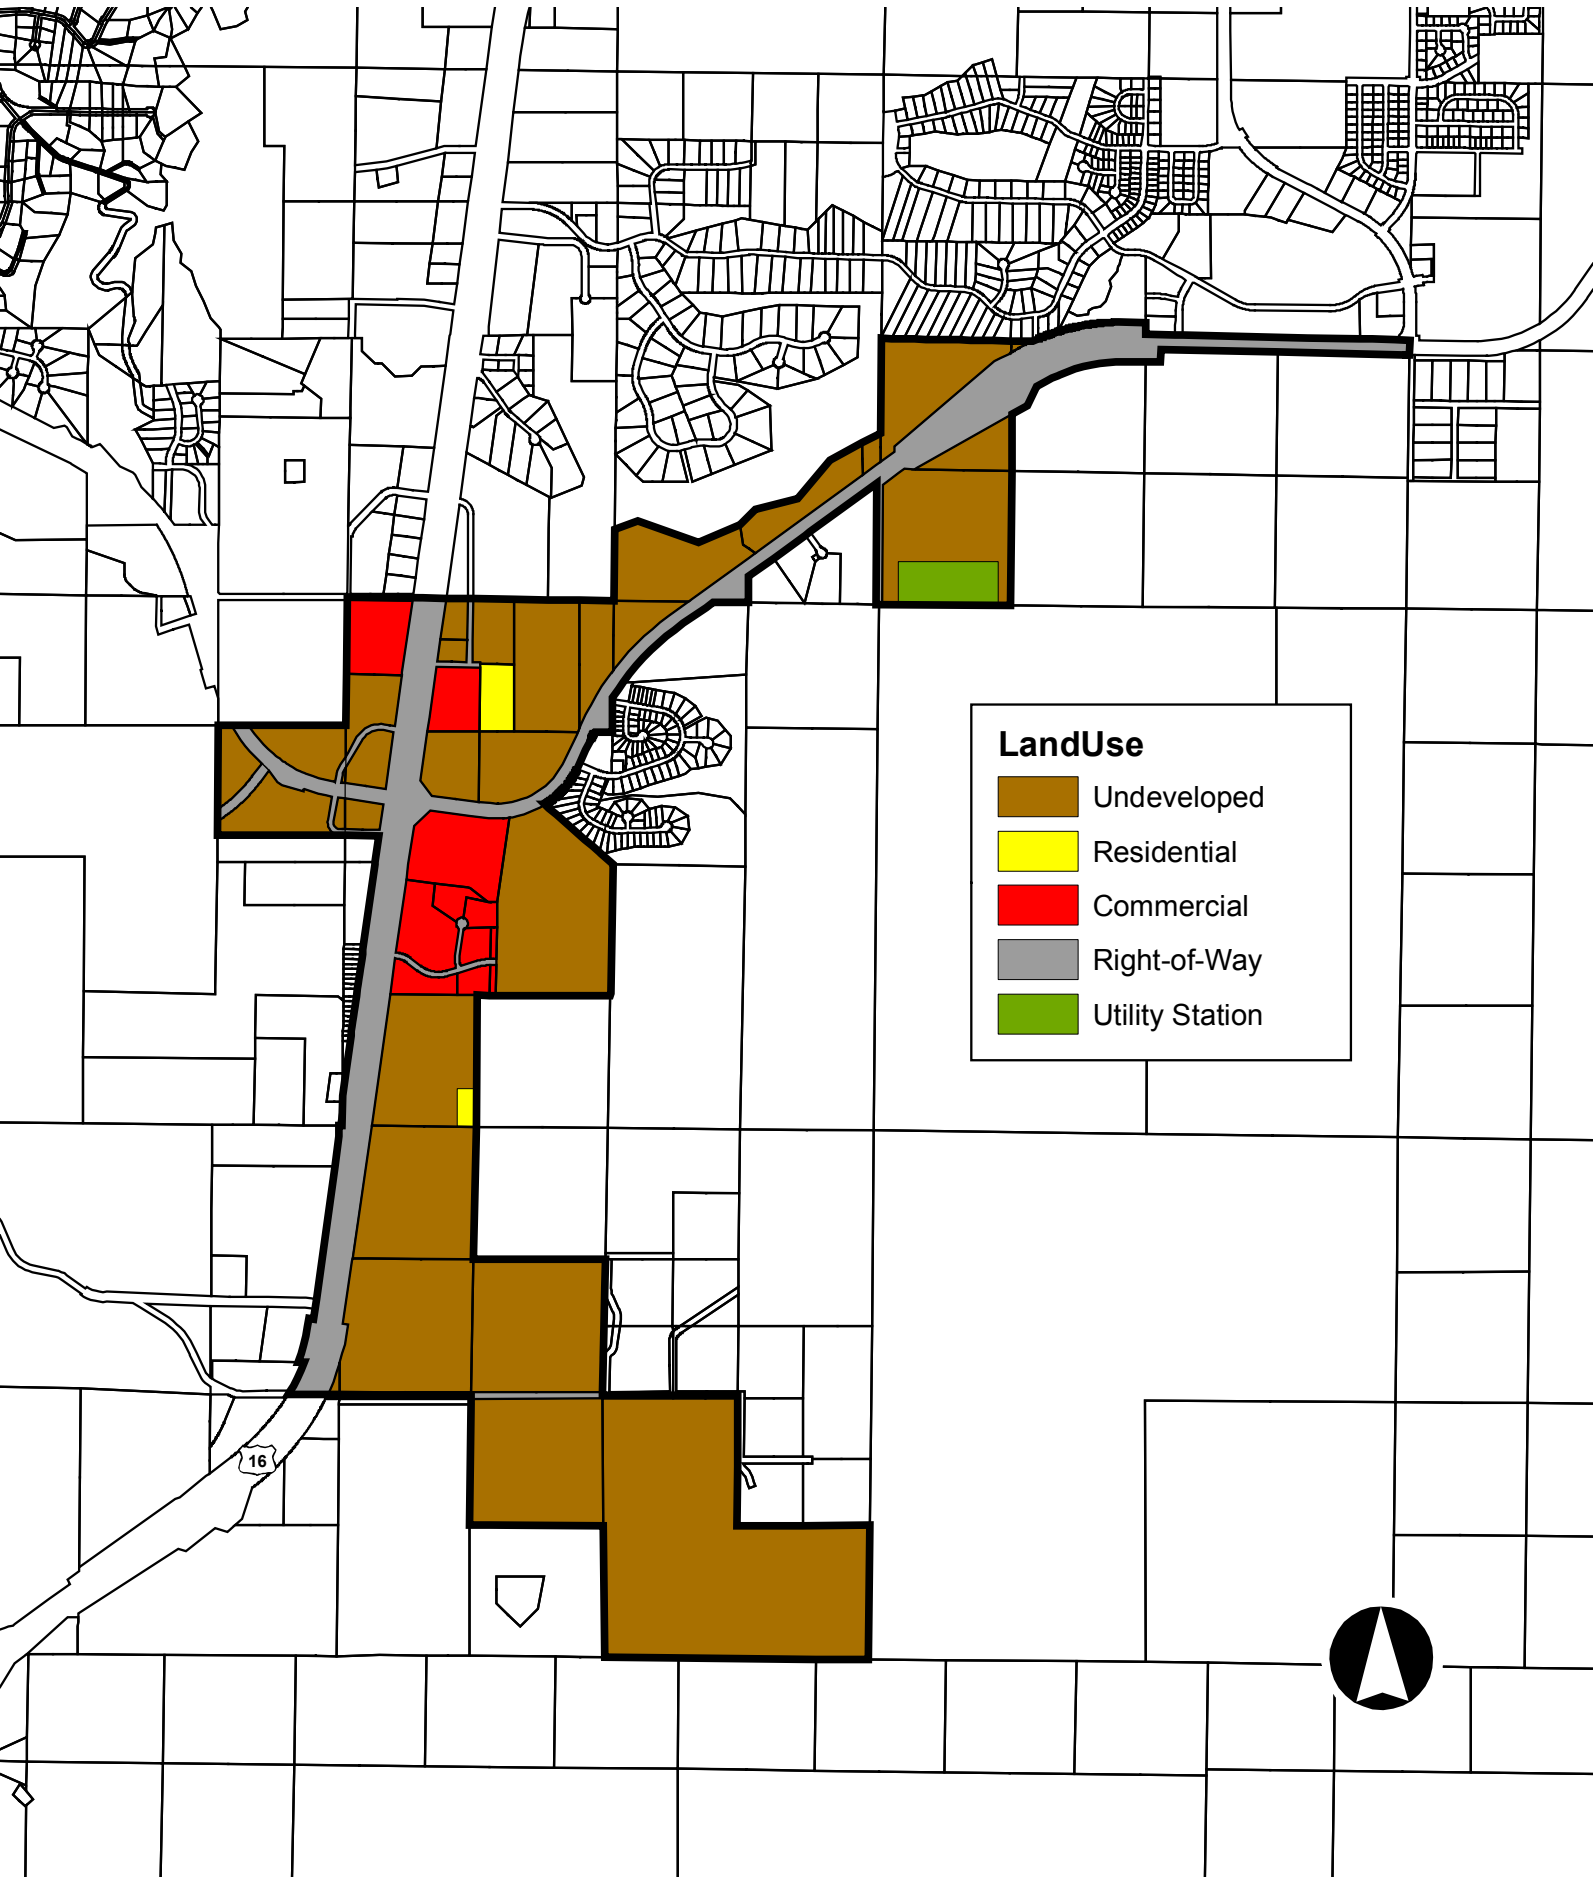 LandUse
Undeveloped
Residential
Commercial
Right-of-Way
Utility Station
16